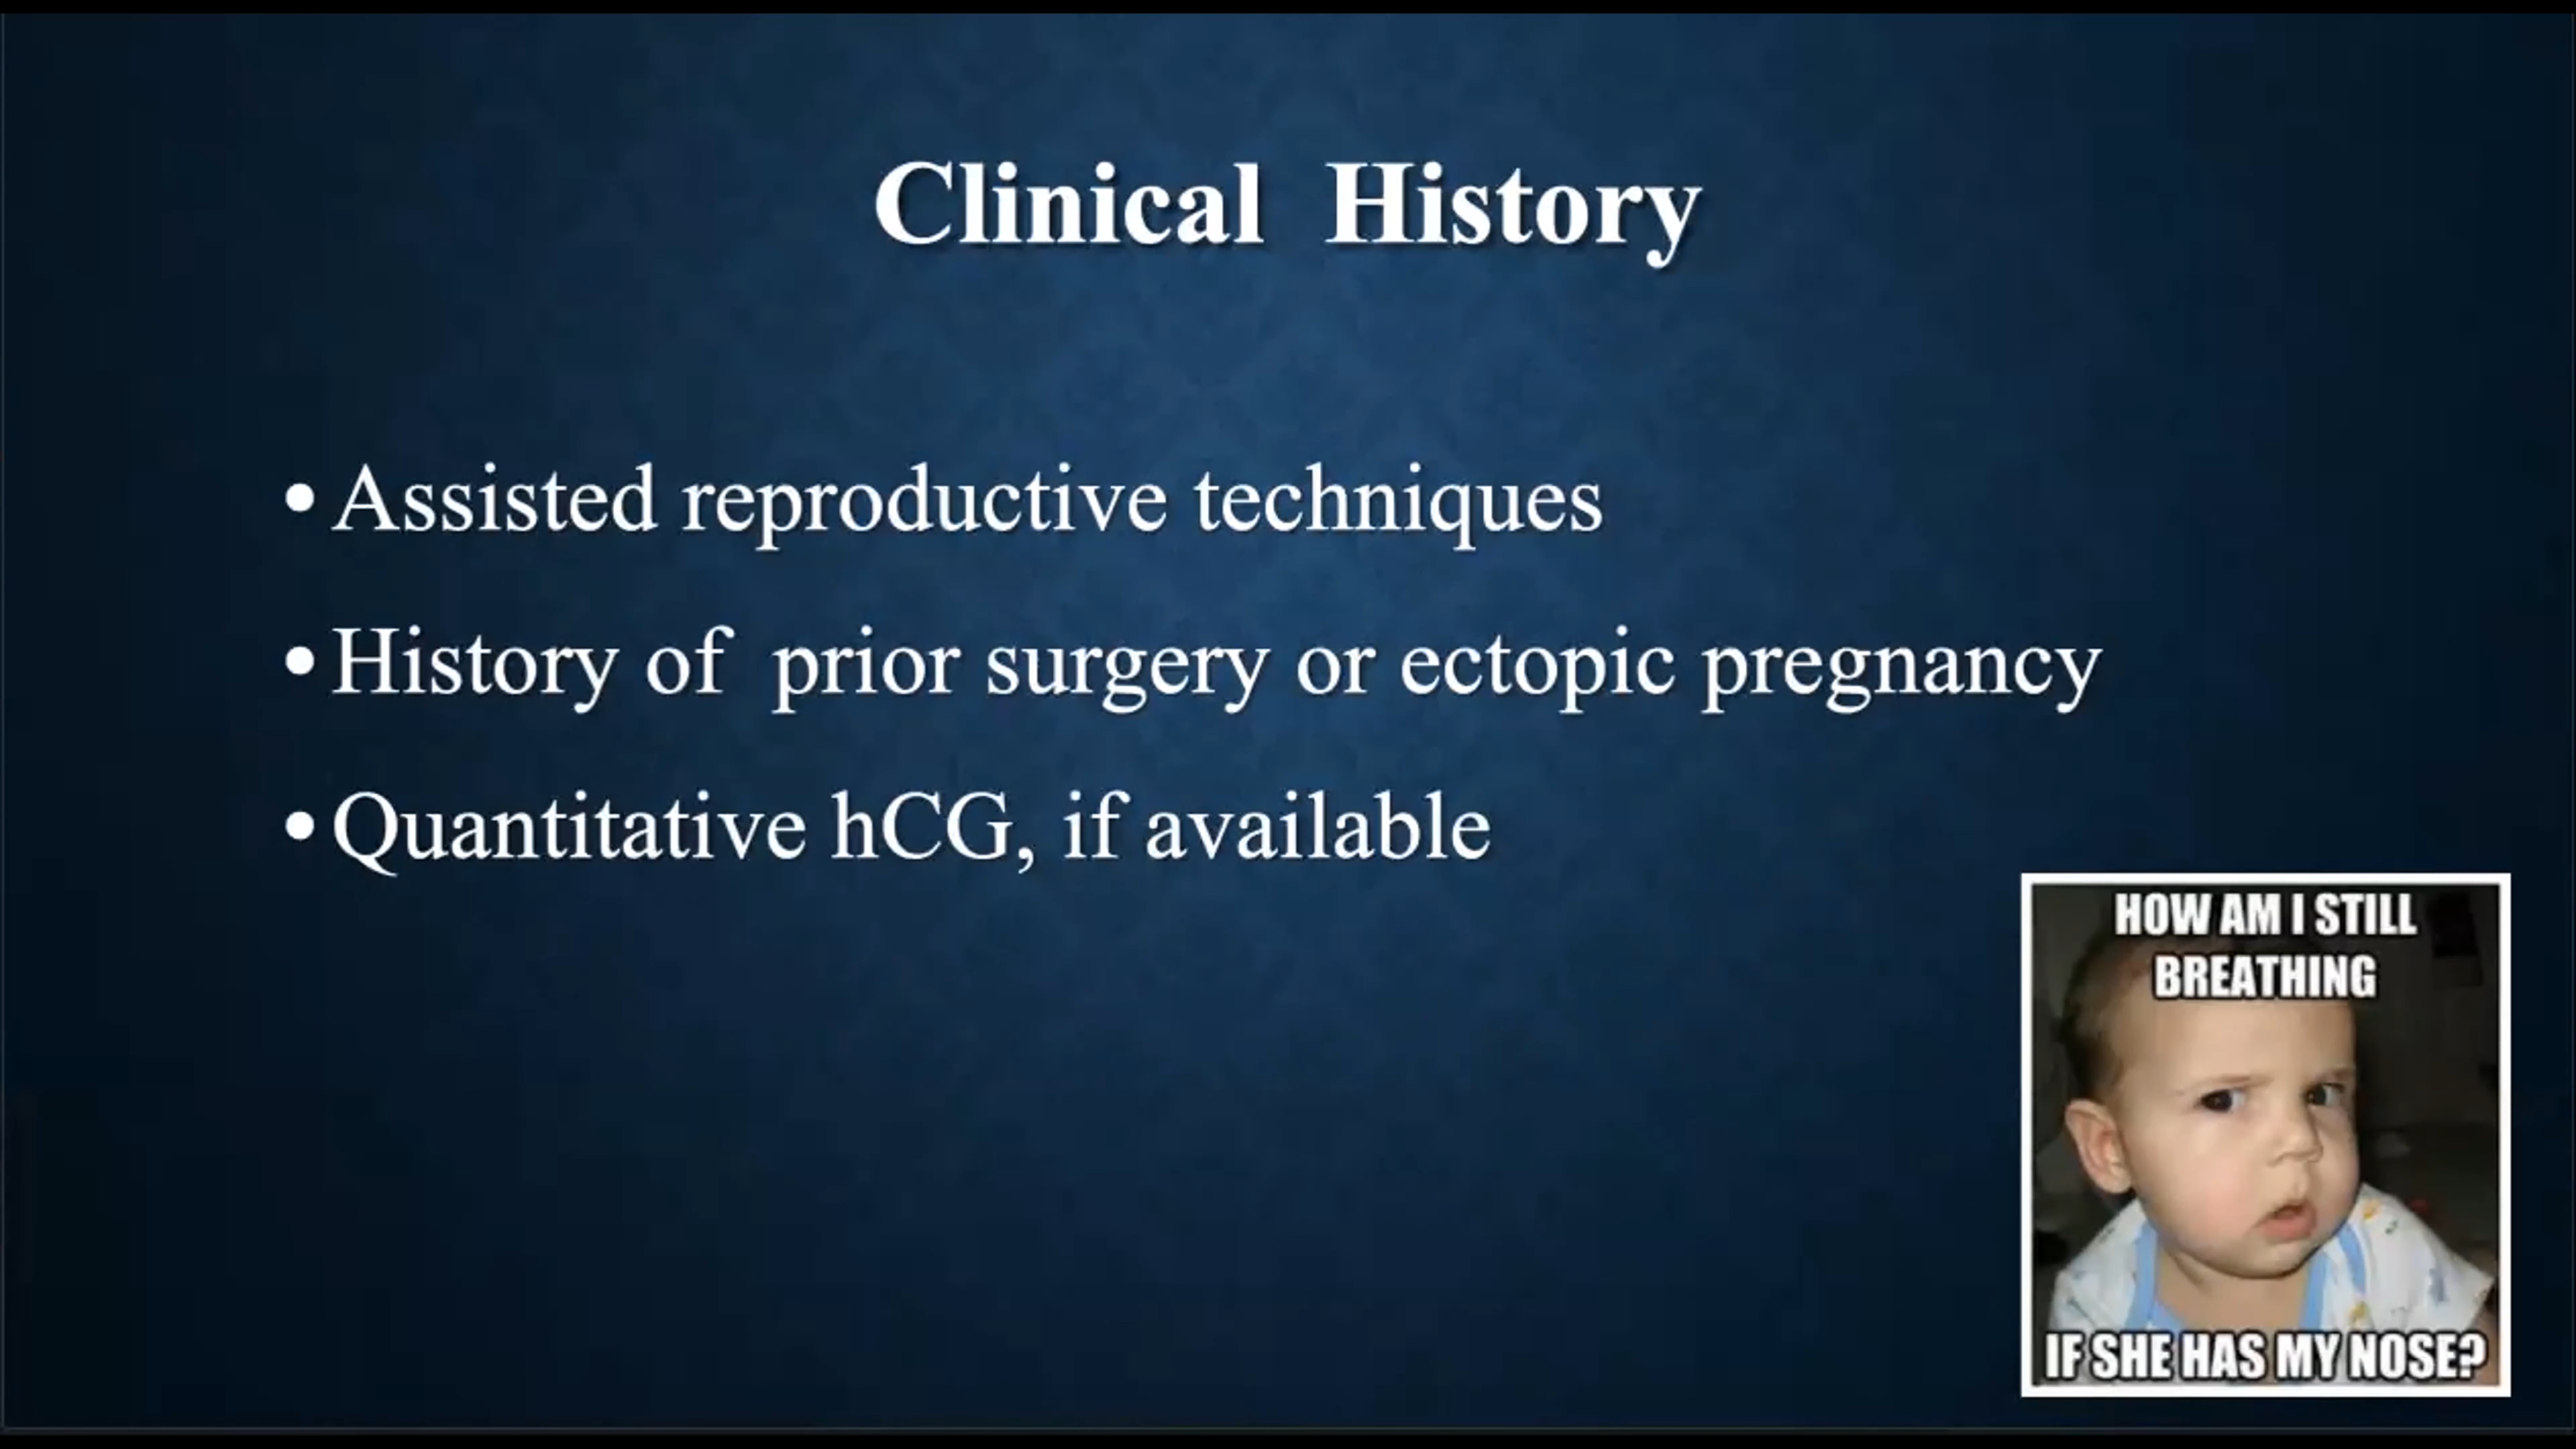 Clinical History
• Assisted reproductive techniques
• History of prior surgery or ectopic pregnancy
• Quantitative hCG, if available
HOW AM I STILL
BREATHING
IF SHE HAS MY NOSE?